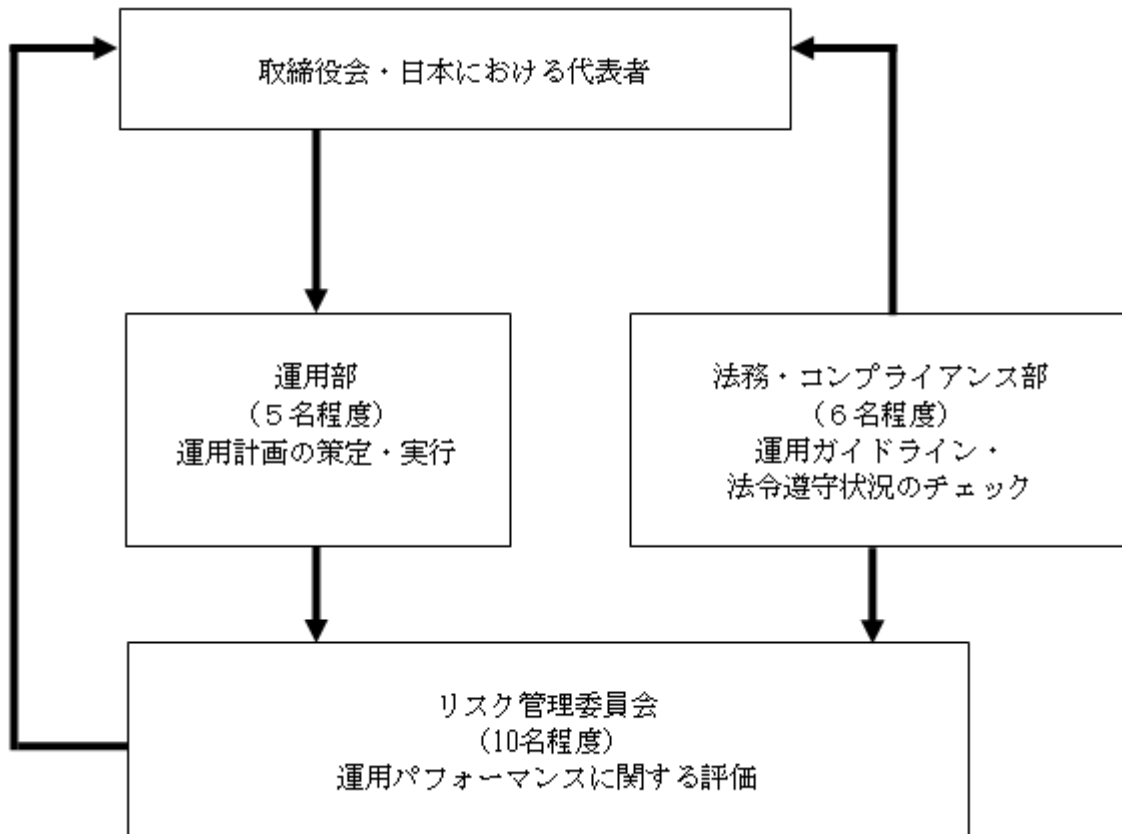 取締役会・日本における代表者
運用部
（５名程度）
運用計画の策定・実行
法務・コンプライアンス部
（６名程度）
運用ガイドライン・
法令遵守状況のチェック
リスク管理委員会
（10名程度）
運用パフォーマンスに関する評価